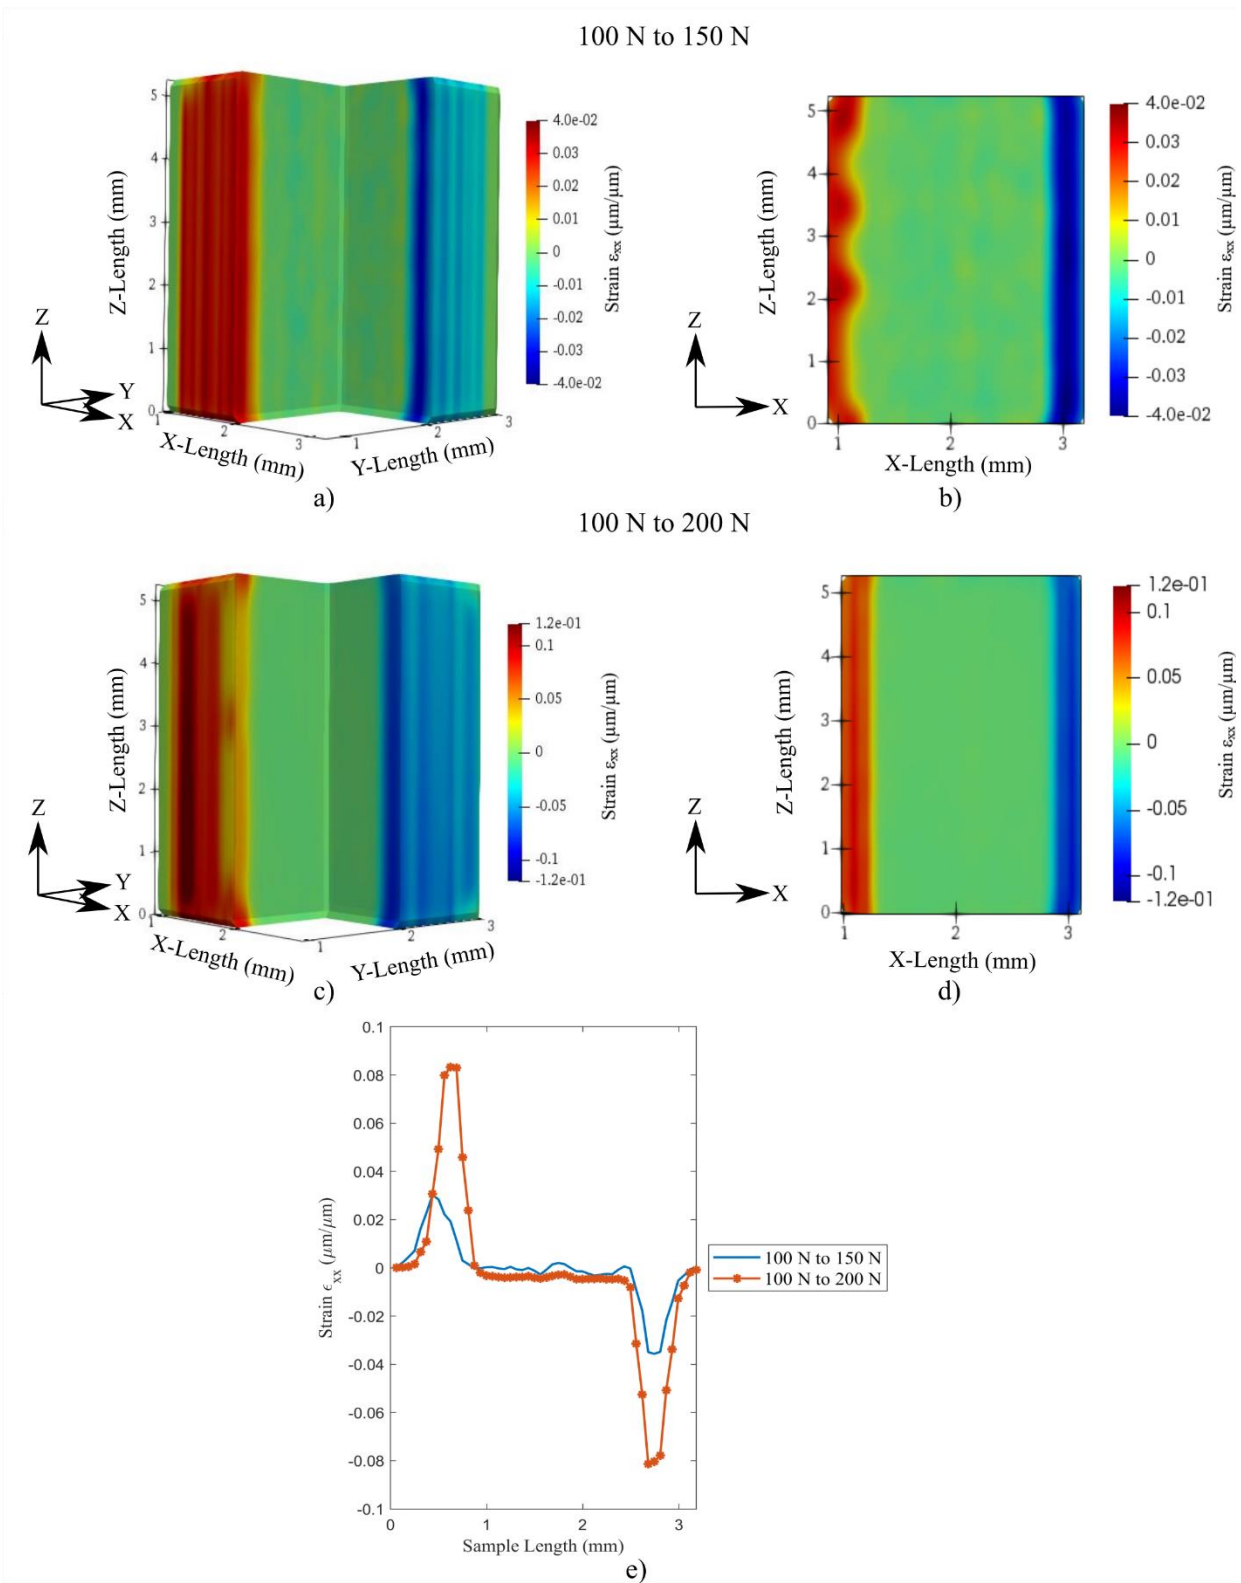 100 N to 150 N
5
4
3
2
1
0
Z-Length (mm)
1
2
3
X-Length (mm)
1
2
3
Y-Length (mm)
Z
Y
X
4.0e-02
0.03
0.02
0.01
0
-0.01
-0.02
-0.03
-4.0e-02
Strain εxx (μm/μm)
a)
5
4
3
2
1
0
Z-Length (mm)
1
2
3
X-Length (mm)
Z
X
4.0e-02
0.03
0.02
0.01
0
-0.01
-0.02
-0.03
-4.0e-02
Strain εxx (μm/μm)
b)
100 N to 200 N
5
4
3
2
1
0
Z-Length (mm)
1
2
X-Length (mm)
1
2
3
Y-Length (mm)
Z
Y
X
1.2e-01
0.1
0.05
0
-0.05
-0.1
-1.2e-01
Strain εxx (μm/μm)
c)
5
4
3
2
1
0
Z-Length (mm)
1
2
3
X-Length (mm)
Z
X
1.2e-01
0.1
0.05
0
-0.05
-0.1
-1.2e-01
Strain εxx (μm/μm)
d)
0.1
0.08
0.06
0.04
0.02
0
-0.02
-0.04
-0.06
-0.08
-0.1
Strain ϵxx (μm/μm)
0
1
2
3
Sample Length (mm)
100 N to 150 N
100 N to 200 N
e)